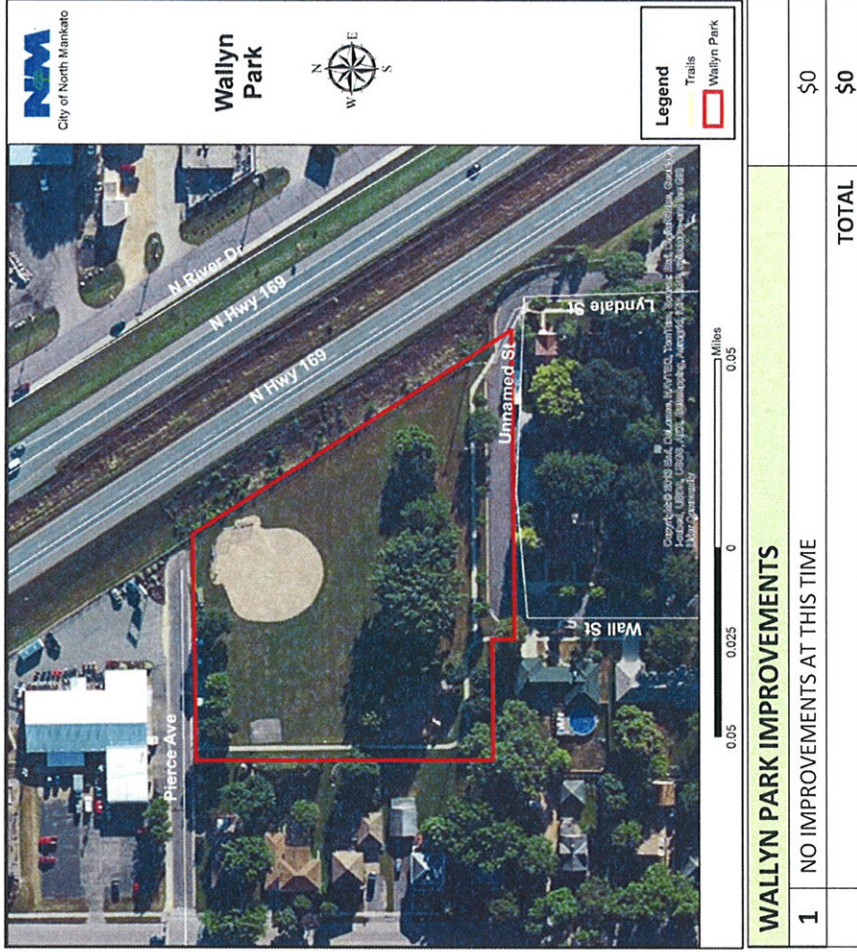 NM
City of North Mankato
Wallyn
Park
N
W
E
S
Legend
Trails
Wallyn Park
N River Dr
N Hwy 169
N Hwy 169
Pierce Ave
Unnamed St
Lyndale St
Wall St
Community
0.05
0.025
0
0.05
Miles
WALLYN PARK IMPROVEMENTS
1 NO IMPROVEMENTS AT THIS TIME $0
TOTAL $0